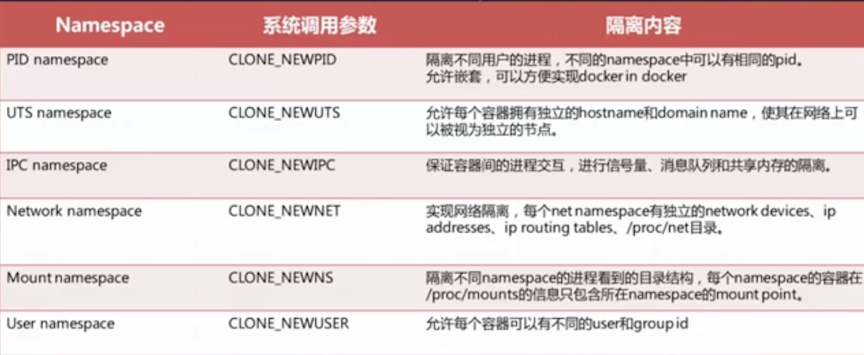 Namespace 系统调用参数 隔离内容
PID namespace CLONE_NEWPID 隔离不同用户的进程，不同的namespace中可以有相同的pid。
允许嵌套，可以方便实现docker in docker
UTS namespace CLONE_NEWUTS 允许每个容器拥有独立的hostname和domain name，使其在网络上可
以被视为独立的节点。
IPC namespace CLONE_NEWIPC 保证容器间的进程交互，进行信号量、消息队列和共享内存的隔离。
Network namespace CLONE_NEWNET 实现网络隔离，每个net namespace有独立的network devices、ip
addresses、ip routing tables、/proc/net目录。
Mount namespace CLONE_NEWNS 隔离不同namespace的进程看到的目录结构，每个namespace的容器在
/proc/mounts的信息只包含所在namespace的mount point。
User namespace CLONE_NEWUSER 允许每个容器可以有不同的user和group id